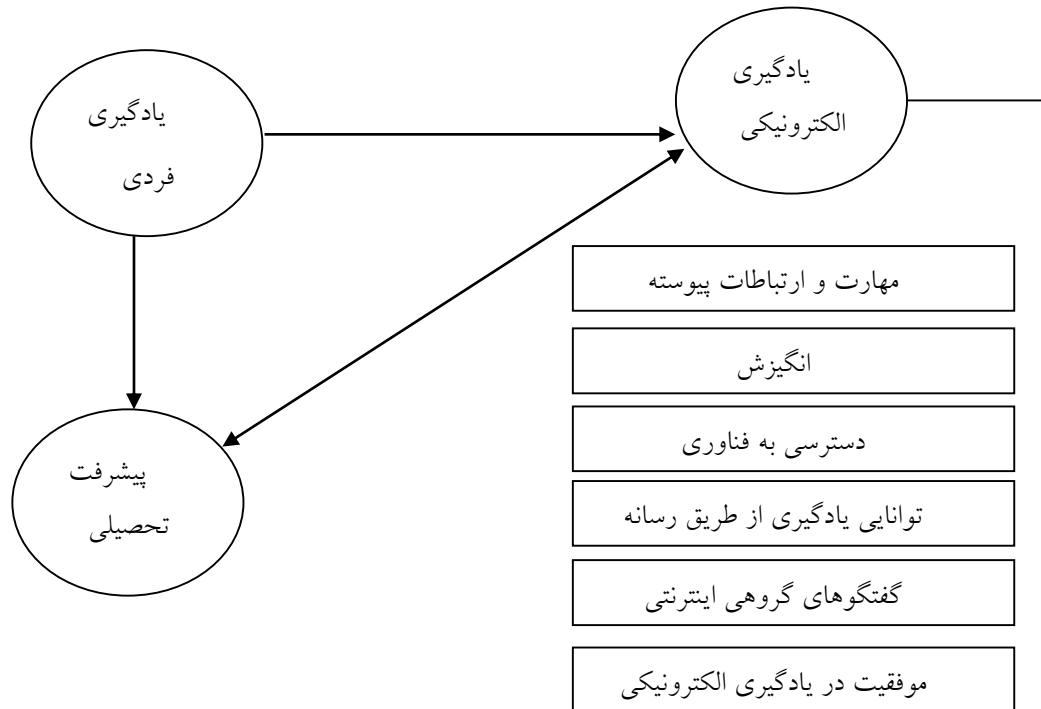 یادگیری
الکترونیکی
یادگیری
فردی
مهارت و ارتباطات پیوسته
انگیزش
دسترسی به فناوری
پیشرفت
تحصیلی
توانایی یادگیری از طریق رسانه
گفتگوهای گروهی اینترنتی
موفقیت در یادگیری الکترونیکی